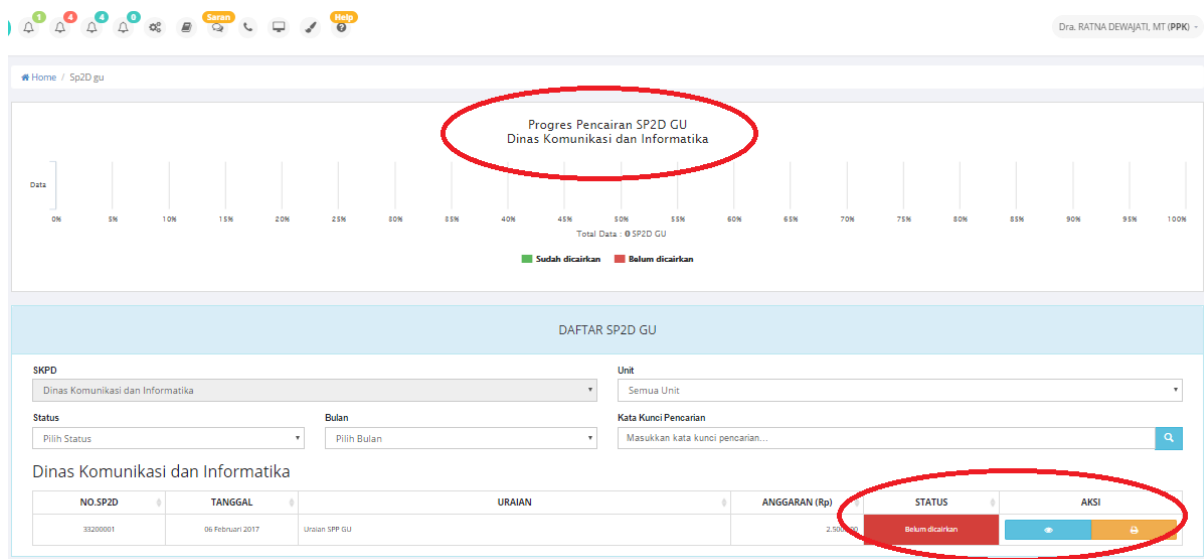 1 4 4 0 Saran Help
Dra. RATNA DEWAJATI, MT (PPK)
Home / Sp2D gu
Progres Pencairan SP2D GU
Dinas Komunikasi dan Informatika
Data
0% 5% 10% 15% 20% 25% 30% 35% 40% 45% 50% 55% 60% 65% 70% 75% 80% 85% 90% 95% 100%
Total Data : 0 SP2D GU
Sudah dicairkan Belum dicairkan
DAFTAR SP2D GU
SKPD Unit
Dinas Komunikasi dan Informatika Semua Unit
Status Bulan Kata Kunci Pencarian
Pilih Status Pilih Bulan Masukkan kata kunci pencarian...
Dinas Komunikasi dan Informatika
NO.SP2D TANGGAL URAIAN ANGGARAN (Rp) STATUS AKSI
33200001 06 Februari 2017 Uraian SPP GU Belum dicairkan